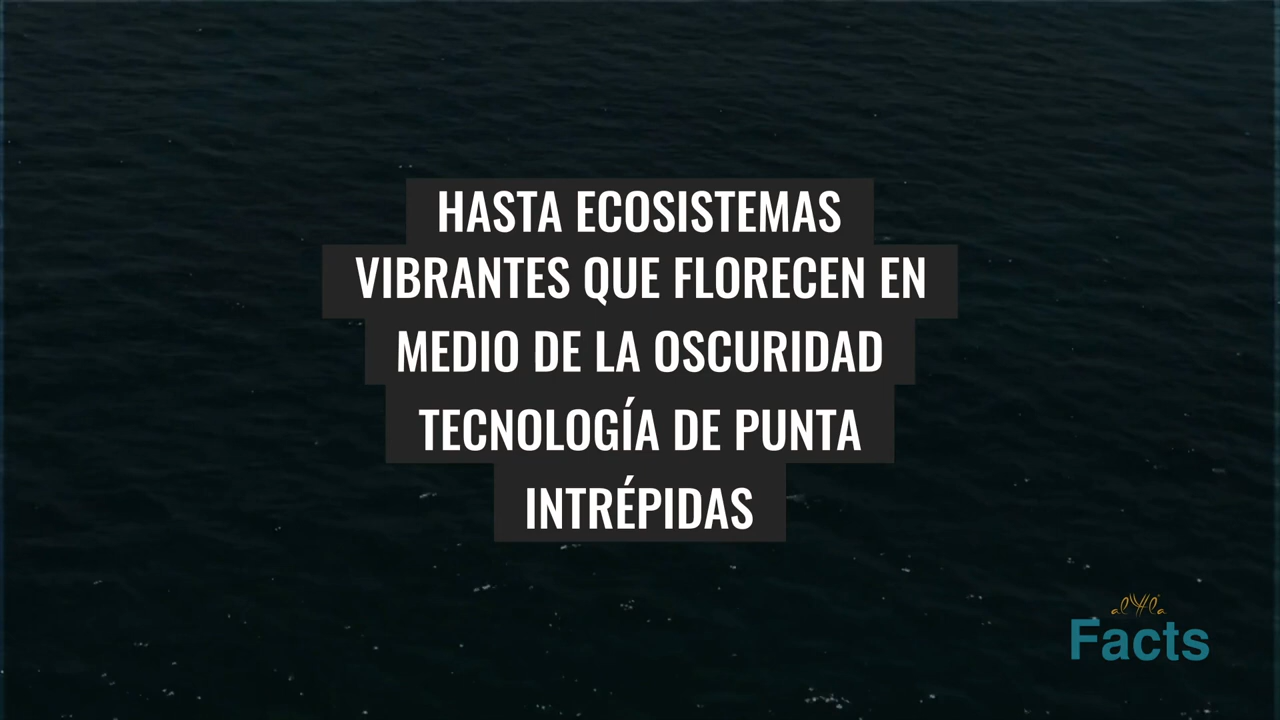 HASTA ECOSISTEMAS
VIBRANTES QUE FLORECEN EN
MEDIO DE LA OSCURIDAD
TECNOLOGÍA DE PUNTA
INTRÉPIDAS
Facts